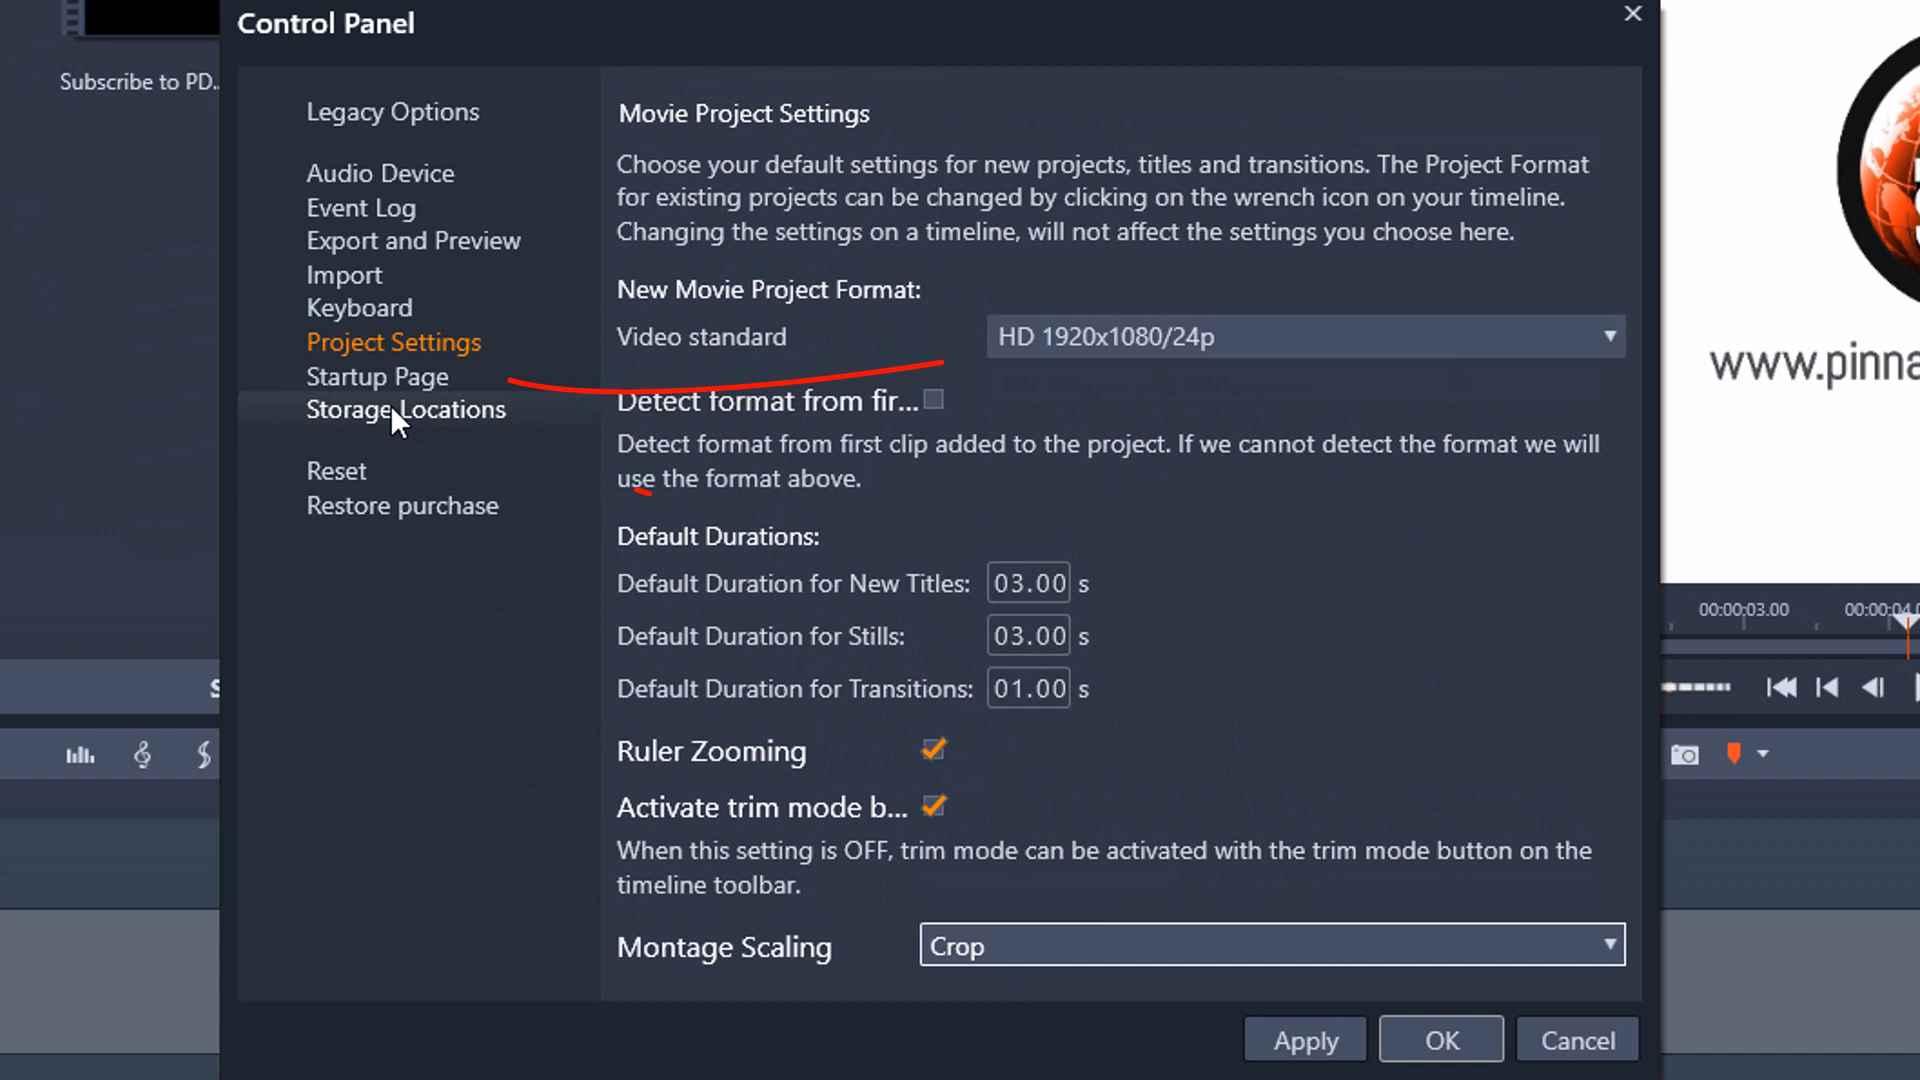 Control Panel
Subscribe to PD...
Legacy Options
Audio Device
Event Log
Export and Preview
Import
Keyboard
Project Settings
Startup Page
Storage Locations
Reset
Restore purchase
Movie Project Settings
Choose your default settings for new projects, titles and transitions. The Project Format
for existing projects can be changed by clicking on the wrench icon on your timeline.
Changing the settings on a timeline, will not affect the settings you choose here.
New Movie Project Format:
Video standard
HD 1920x1080/24p
Detect format from fir...
Detect format from first clip added to the project. If we cannot detect the format we will
use the format above.
Default Durations:
Default Duration for New Titles: 03.00 s
Default Duration for Stills: 03.00 s
Default Duration for Transitions: 01.00 s
Ruler Zooming
Activate trim mode b...
When this setting is OFF, trim mode can be activated with the trim mode button on the
timeline toolbar.
Montage Scaling
Crop
Apply
OK
Cancel
www.pinna
00:00:03.00
00:00:04.0